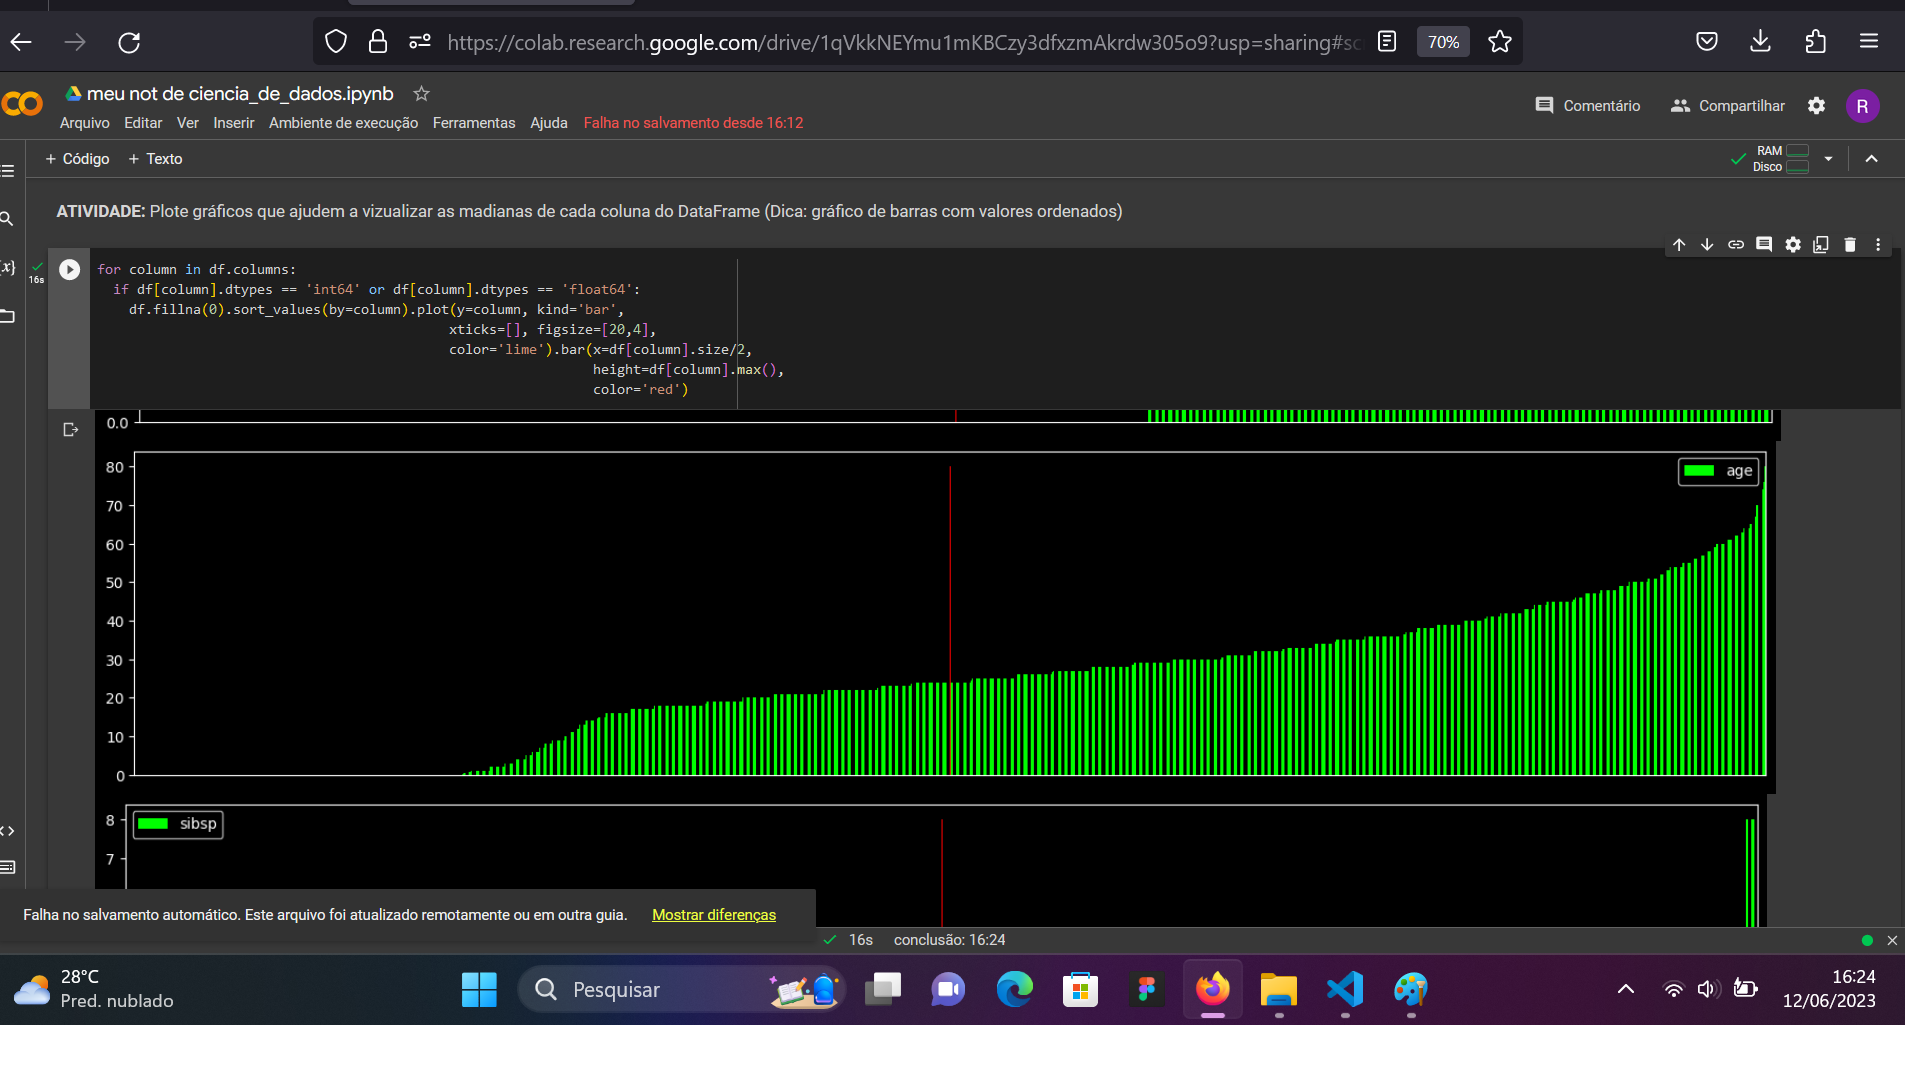 https://colab.research.google.com/drive/1qVkkNEYmu1mKBCzy3dfxzmAkrdw305o9?usp=sharing#sc
70%
CO
meu not de ciencia_de_dados.ipynb
Comentário
Compartilhar
R
Arquivo Editar Ver Inserir Ambiente de execução Ferramentas Ajuda Falha no salvamento desde 16:12
+ Código + Texto
RAM
Disco
ATIVIDADE: Plote gráficos que ajudem a vizualizar as madianas de cada coluna do DataFrame (Dica: gráfico de barras com valores ordenados)
{x}
16s
for column in df.columns:
if df[column].dtypes == 'int64' or df[column].dtypes == 'float64':
df.fillna(0).sort_values(by=column).plot(y=column, kind='bar',
xticks=[], figsize=[20,4],
color='lime').bar(x=df[column].size/2,
height=df[column].max(),
color='red')
0.0
80
age
70
60
50
40
30
20
10
0
8
sibsp
7
Falha no salvamento automático. Este arquivo foi atualizado remotamente ou em outra guia. Mostrar diferenças
16s conclusão: 16:24
28°C
Pred. nublado
Pesquisar
16:24
12/06/2023